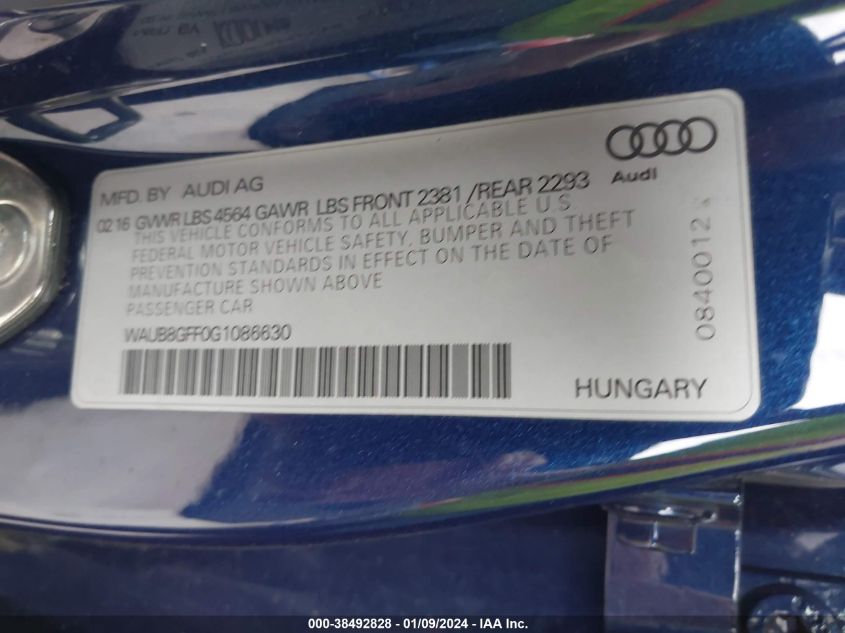 MFD. BY AUDI AG
02 16 GVWR LBS 4564 GAWR LBS FRONT 2381 /REAR 2293
THIS VEHICLE CONFORMS TO ALL APPLICABLE U.S.
FEDERAL MOTOR VEHICLE SAFETY, BUMPER AND THEFT
PREVENTION STANDARDS IN EFFECT ON THE DATE OF
MANUFACTURE SHOWN ABOVE
PASSENGER CAR
WAUB8GFF0G1086630
HUNGARY
Audi
0840012
000-38492828 - 01/09/2024 - IAA Inc.